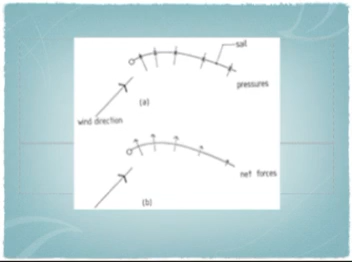 sail
pressures
(a)
wind direction
net forces
(b)